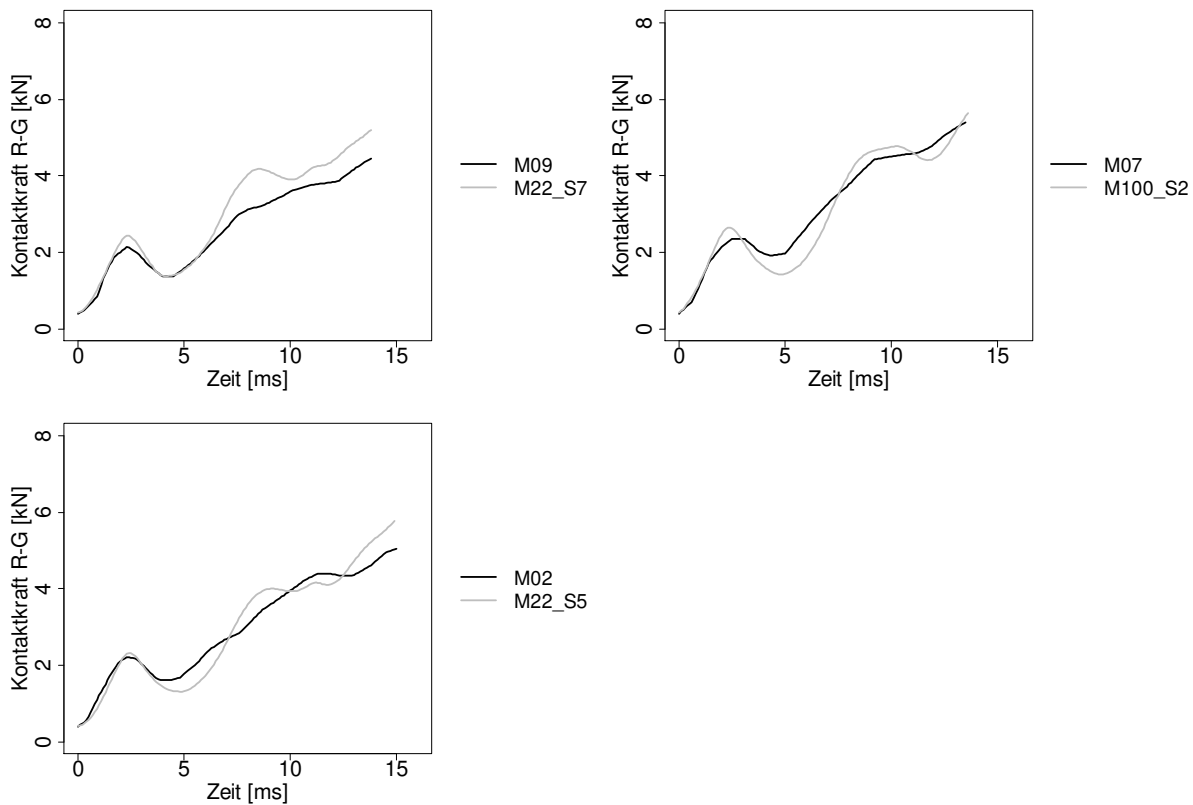 8
6
4
2
0
Kontaktkraft R-G [kN]
0 5 10 15
Zeit [ms]
M09
M22_S7
8
6
4
2
0
Kontaktkraft R-G [kN]
0 5 10 15
Zeit [ms]
M07
M100_S2
8
6
4
2
0
Kontaktkraft R-G [kN]
0 5 10 15
Zeit [ms]
M02
M22_S5